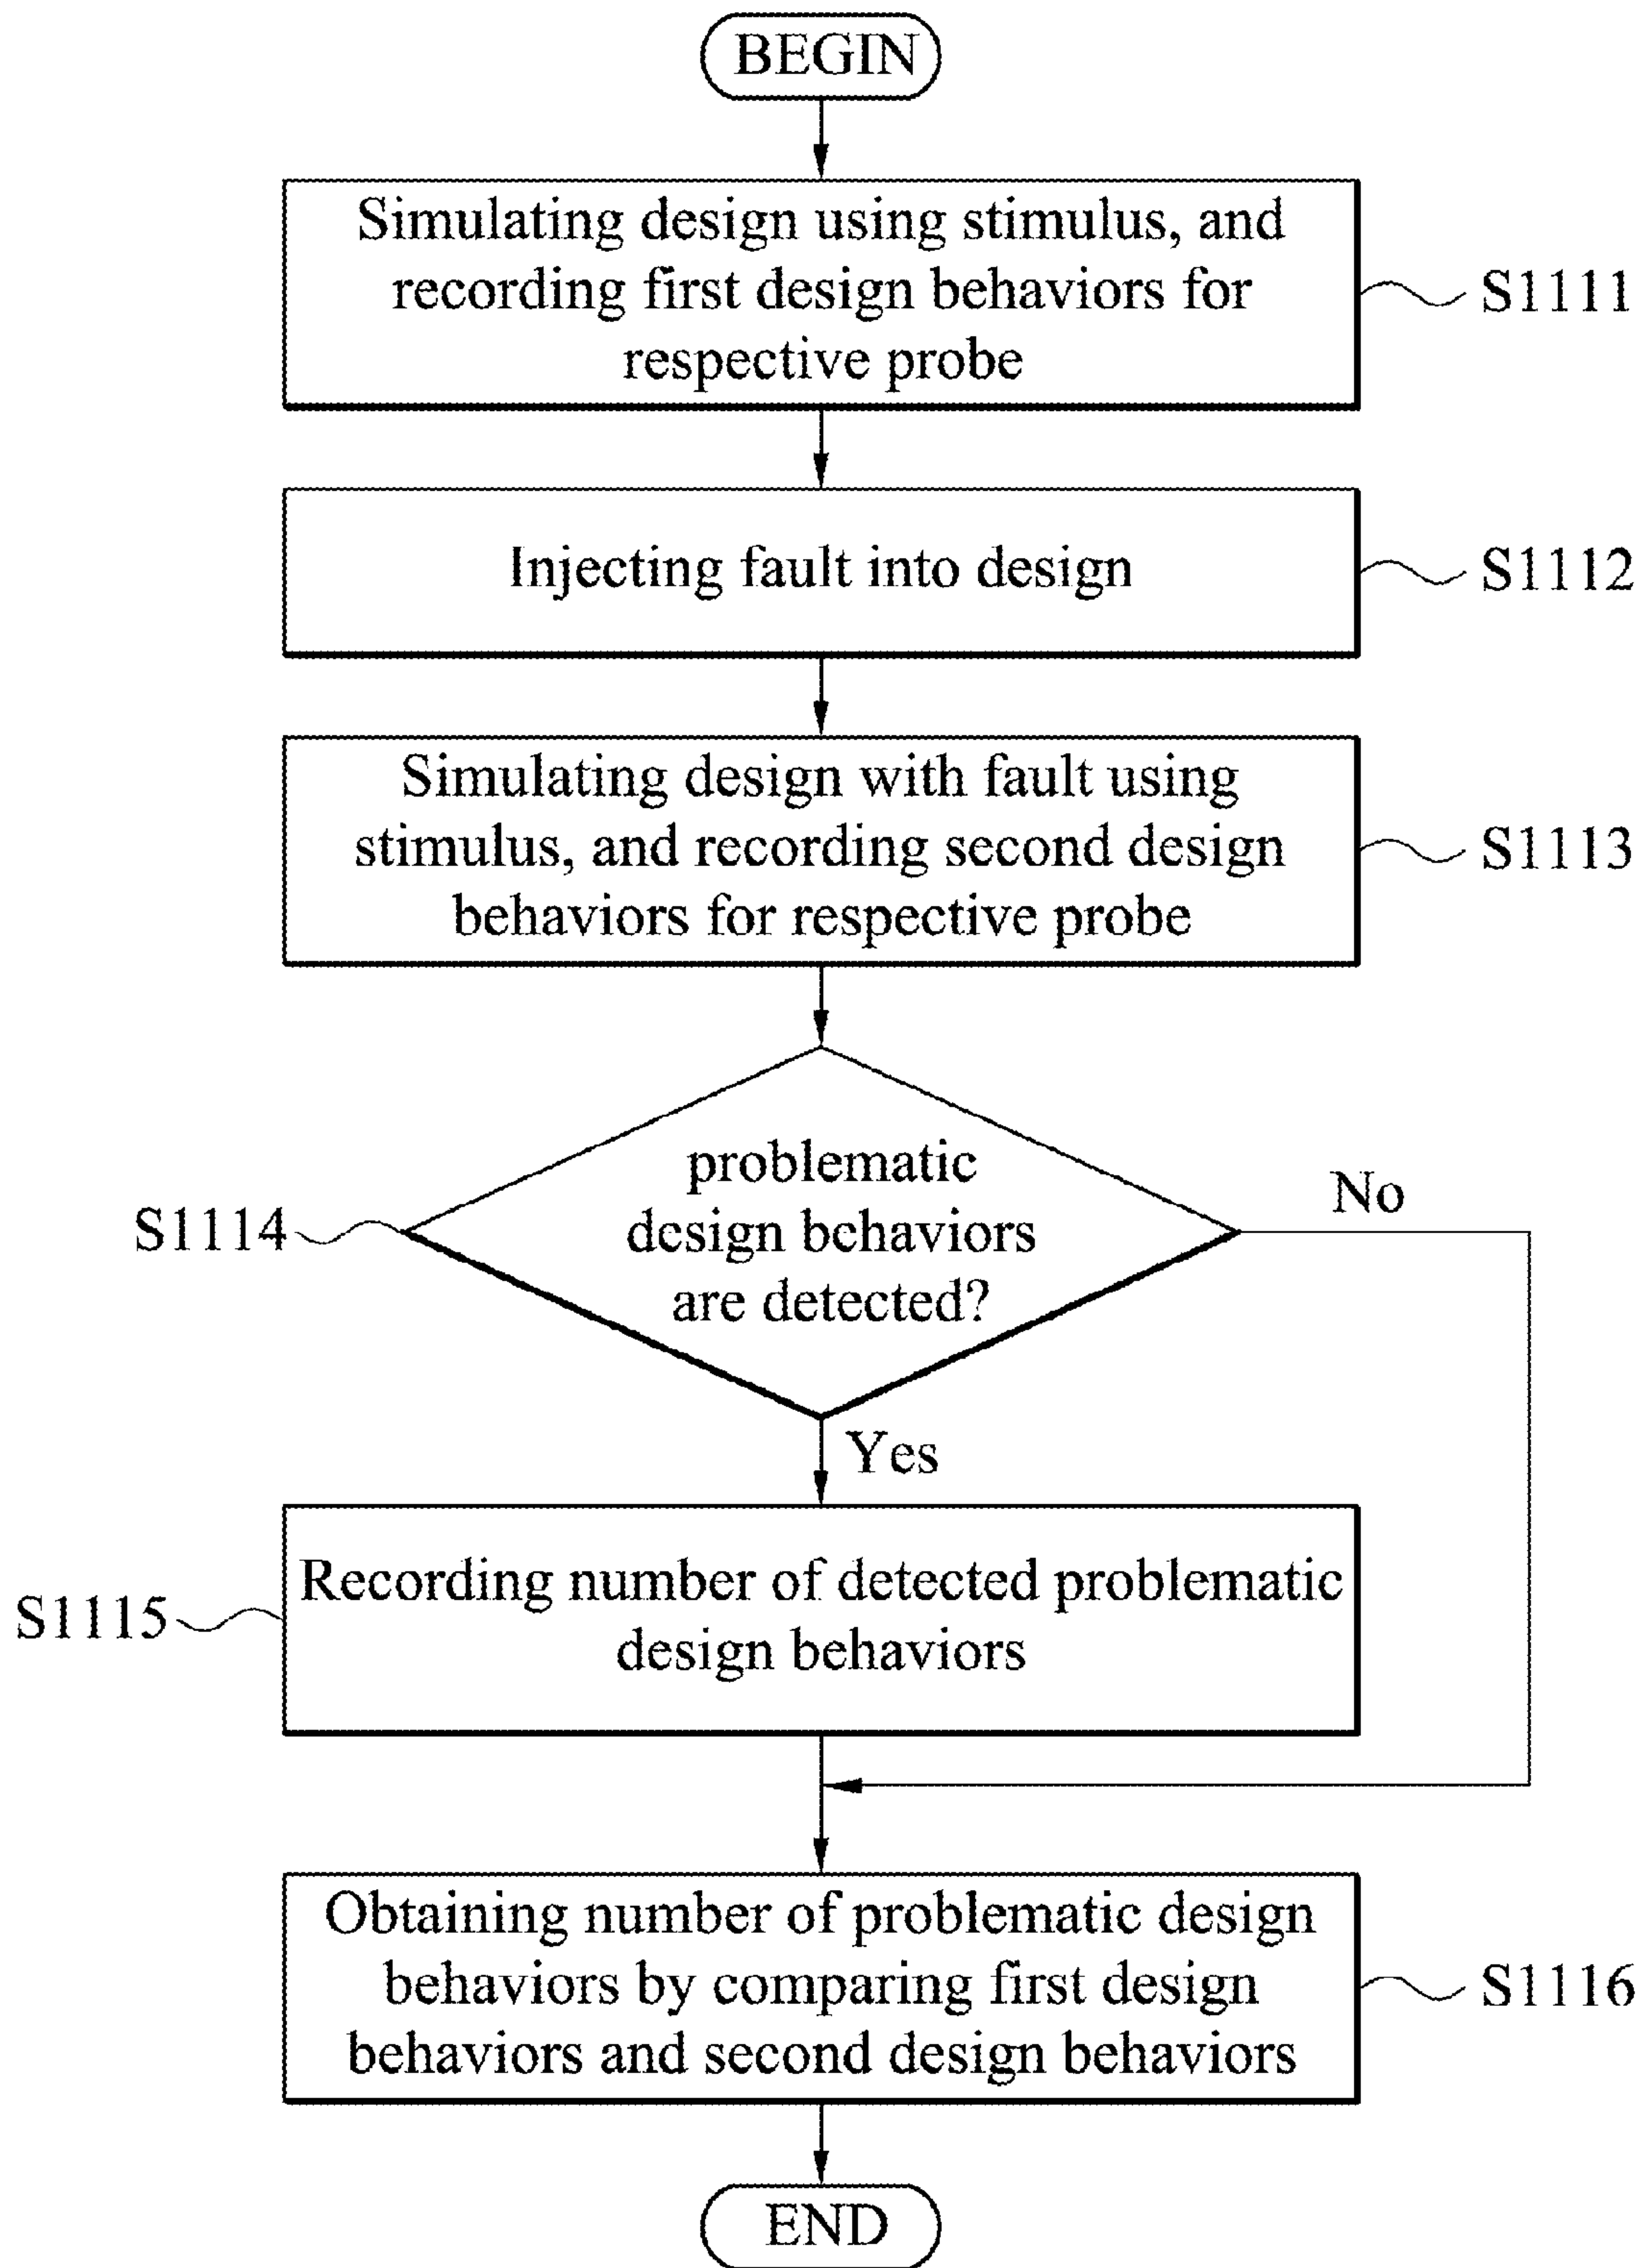 BEGIN
Simulating design using stimulus, and
recording first design behaviors for
respective probe
S1111
Injecting fault into design
S1112
Simulating design with fault using
stimulus, and recording second design
behaviors for respective probe
S1113
problematic
design behaviors
are detected?
S1114
No
Yes
Recording number of detected problematic
design behaviors
S1115
Obtaining number of problematic design
behaviors by comparing first design
behaviors and second design behaviors
S1116
END